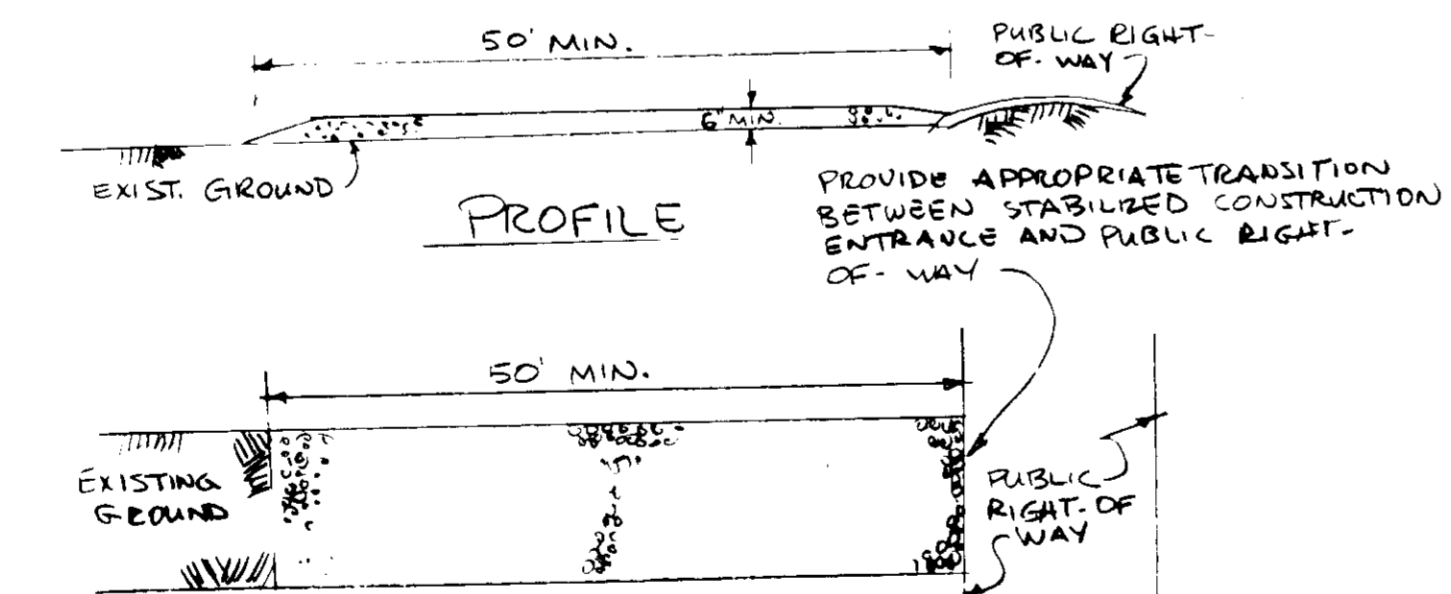 50' MIN.
PUBLIC RIGHT-
OF-WAY
6" MIN.
EXIST. GROUND
PROFILE
PROVIDE APPROPRIATE TRANSITION
BETWEEN STABILIZED CONSTRUCTION
ENTRANCE AND PUBLIC RIGHT-
OF-WAY
50' MIN.
EXISTING
GROUND
PUBLIC
RIGHT-OF
WAY